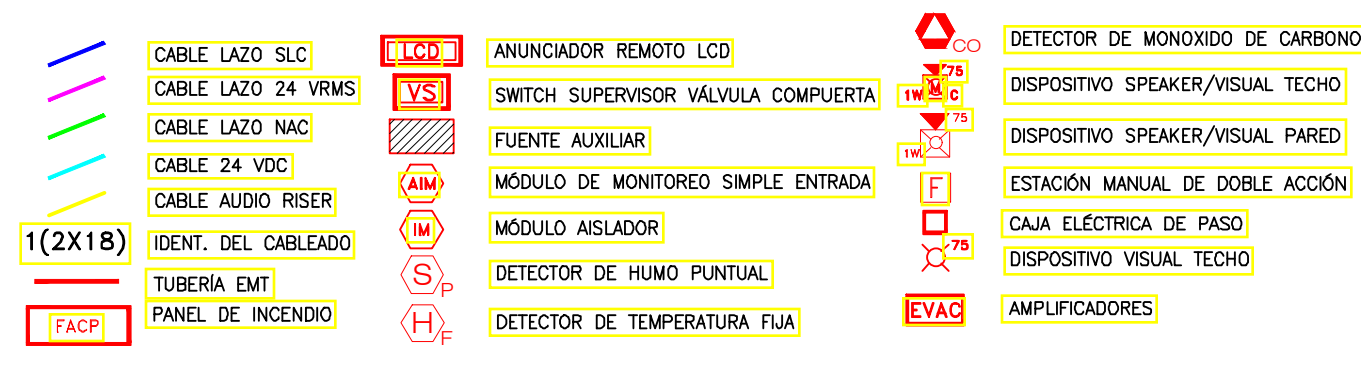 CABLE LAZO SLC
CABLE LAZO 24 VRMS
CABLE LAZO NAC
CABLE 24 VDC
CABLE AUDIO RISER
1(2X18) IDENT. DEL CABLEADO
TUBERÍA EMT
FACP PANEL DE INCENDIO
LCD ANUNCIADOR REMOTO LCD
VS SWITCH SUPERVISOR VÁLVULA COMPUERTA
FUENTE AUXILIAR
AIM MÓDULO DE MONITOREO SIMPLE ENTRADA
IM MÓDULO AISLADOR
S P DETECTOR DE HUMO PUNTUAL
H F DETECTOR DE TEMPERATURA FIJA
CO DETECTOR DE MONOXIDO DE CARBONO
75
1W M C DISPOSITIVO SPEAKER/VISUAL TECHO
75
1W DISPOSITIVO SPEAKER/VISUAL PARED
F ESTACIÓN MANUAL DE DOBLE ACCIÓN
CAJA ELÉCTRICA DE PASO
75 DISPOSITIVO VISUAL TECHO
EVAC AMPLIFICADORES